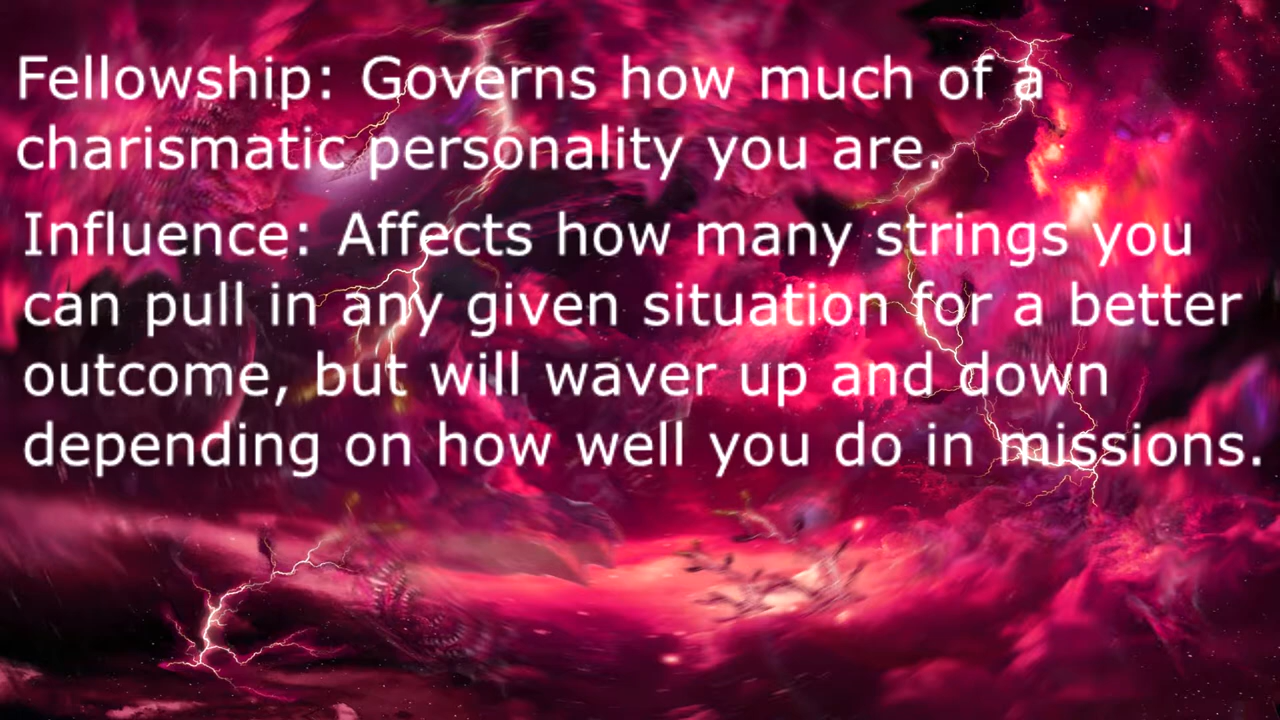 Fellowship: Governs how much of a
charismatic personality you are.
Influence: Affects how many strings you
can pull in any given situation for a better
outcome, but will waver up and down
depending on how well you do in missions.